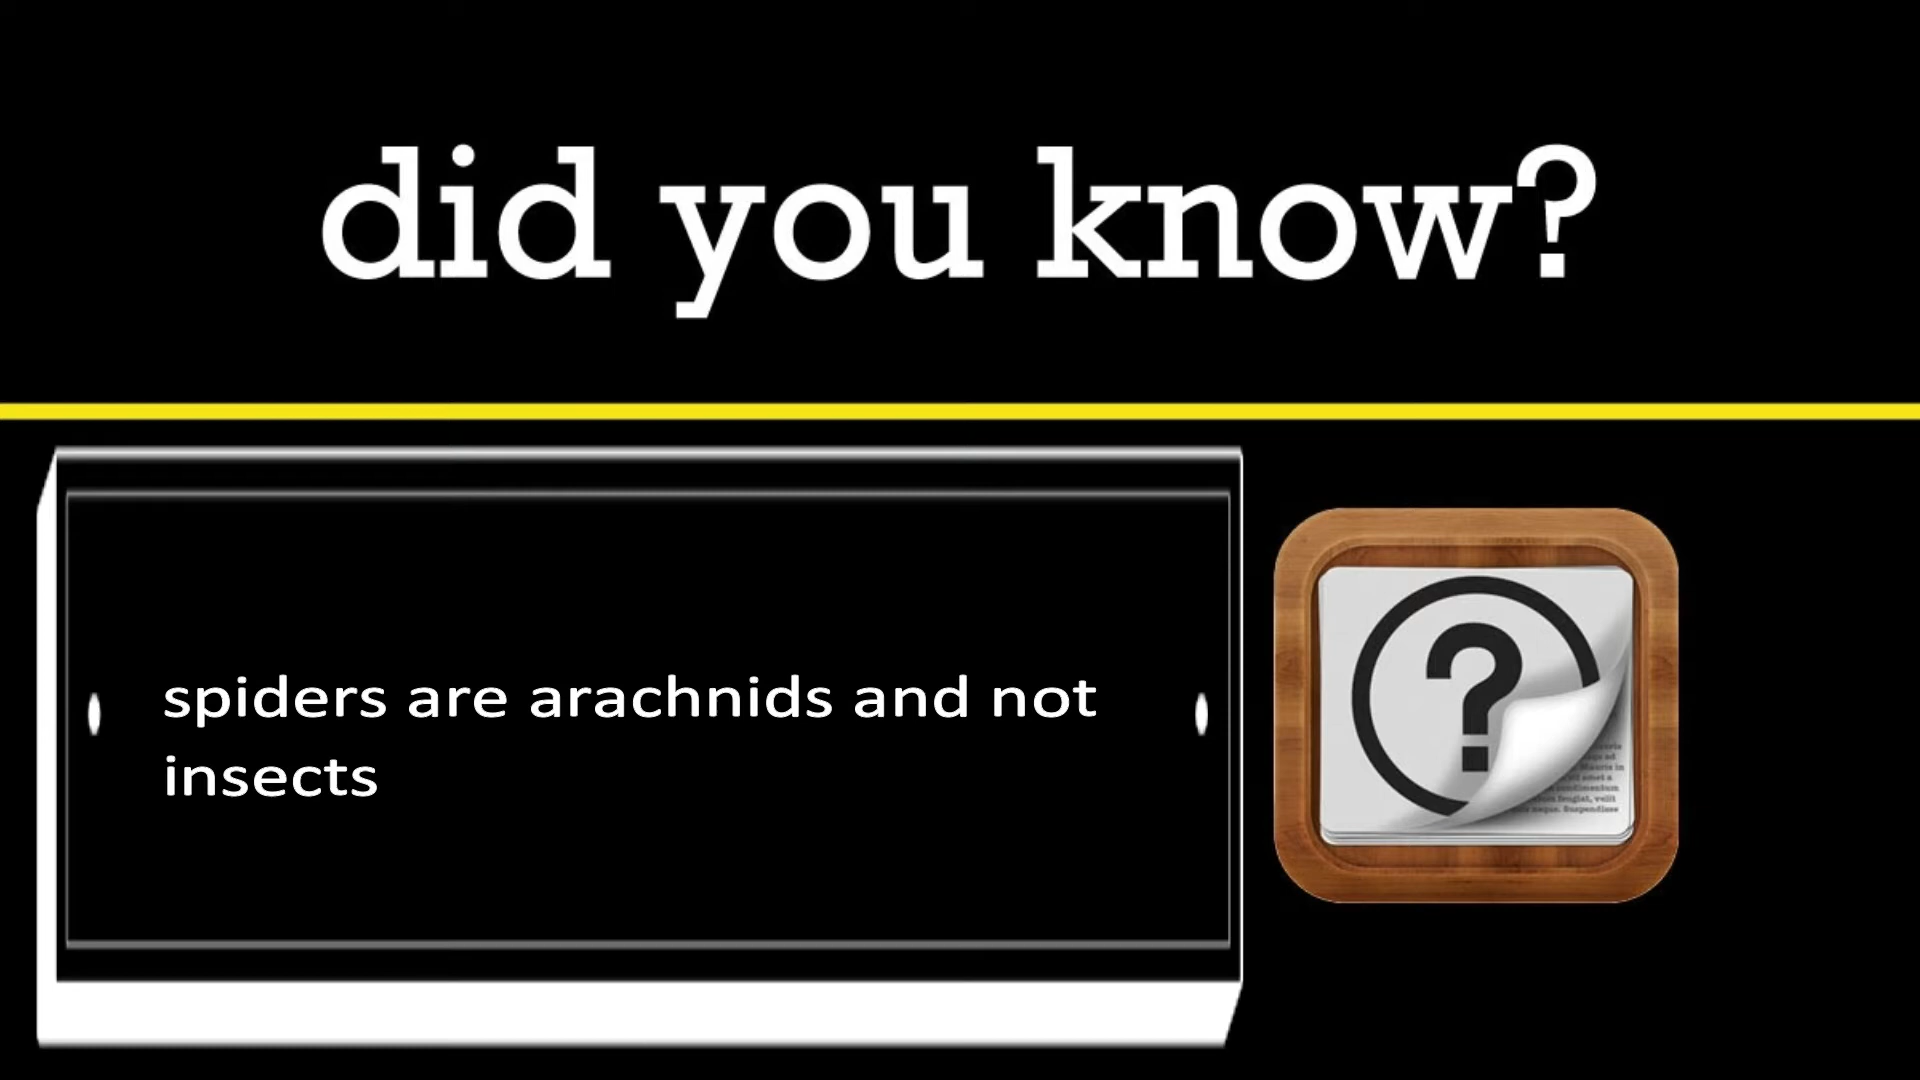 did you know?
spiders are arachnids and not
insects
?